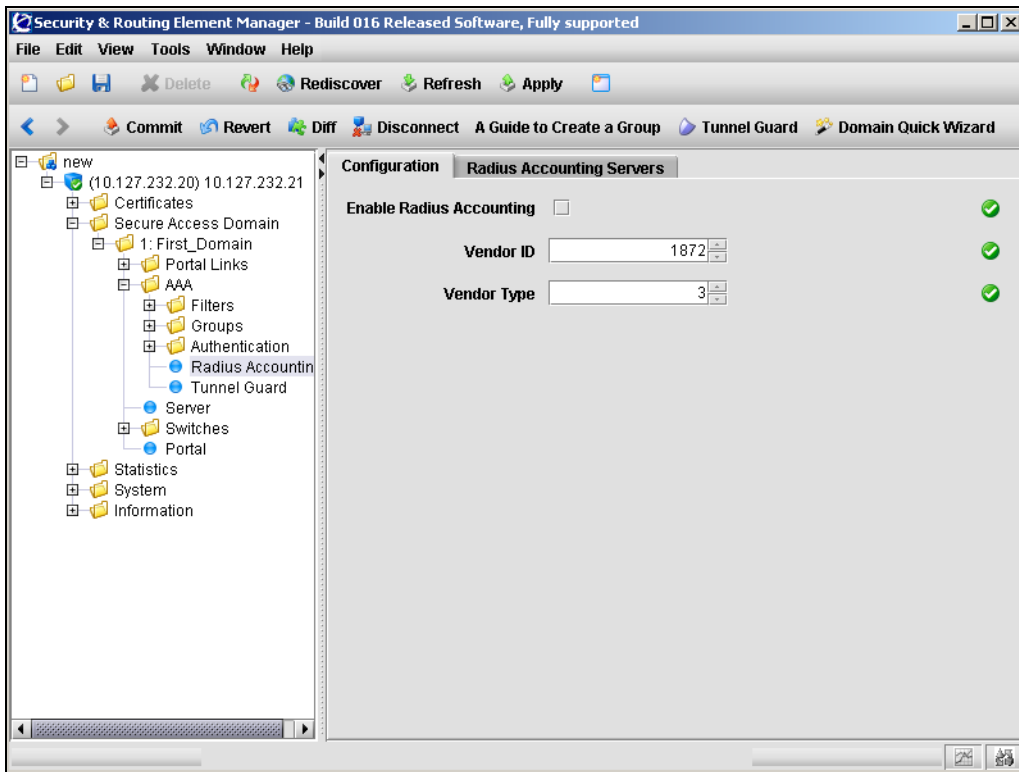 Security & Routing Element Manager - Build 016 Released Software, Fully supported
File Edit View Tools Window Help
Delete Rediscover Refresh Apply
Commit Revert Diff Disconnect A Guide to Create a Group Tunnel Guard Domain Quick Wizard
new
(10.127.232.20) 10.127.232.21
Certificates
Secure Access Domain
1: First_Domain
Portal Links
AAA
Filters
Groups
Authentication
Radius Accountin
Tunnel Guard
Server
Switches
Portal
Statistics
System
Information
Configuration Radius Accounting Servers
Enable Radius Accounting
Vendor ID 1872
Vendor Type 3